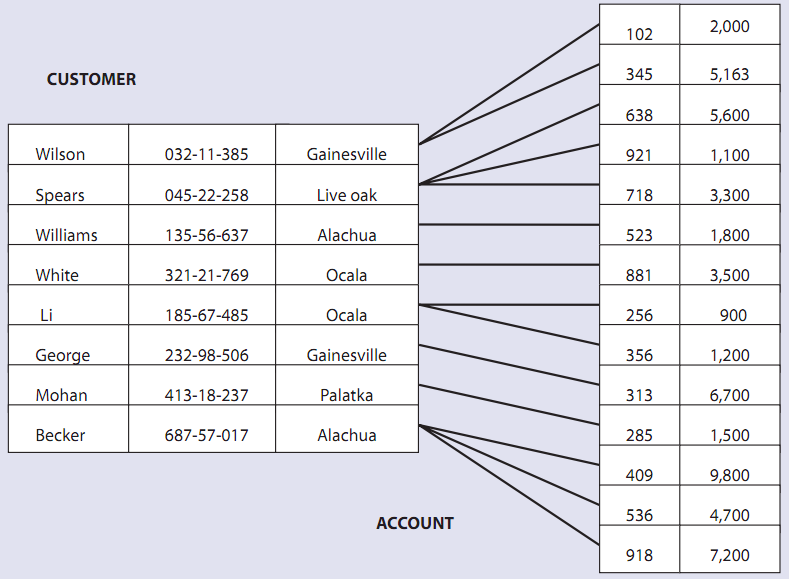 CUSTOMER
Wilson 032-11-385 Gainesville
Spears 045-22-258 Live oak
Williams 135-56-637 Alachua
White 321-21-769 Ocala
Li 185-67-485 Ocala
George 232-98-506 Gainesville
Mohan 413-18-237 Palatka
Becker 687-57-017 Alachua
ACCOUNT
102 2,000
345 5,163
638 5,600
921 1,100
718 3,300
523 1,800
881 3,500
256 900
356 1,200
313 6,700
285 1,500
409 9,800
536 4,700
918 7,200